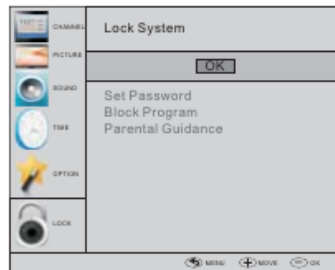 CHANNEL
PICTURE
SOUND
TIME
OPTION
LOCK
Lock System
OK
Set Password
Block Program
Parental Guidance
MENU MOVE OK